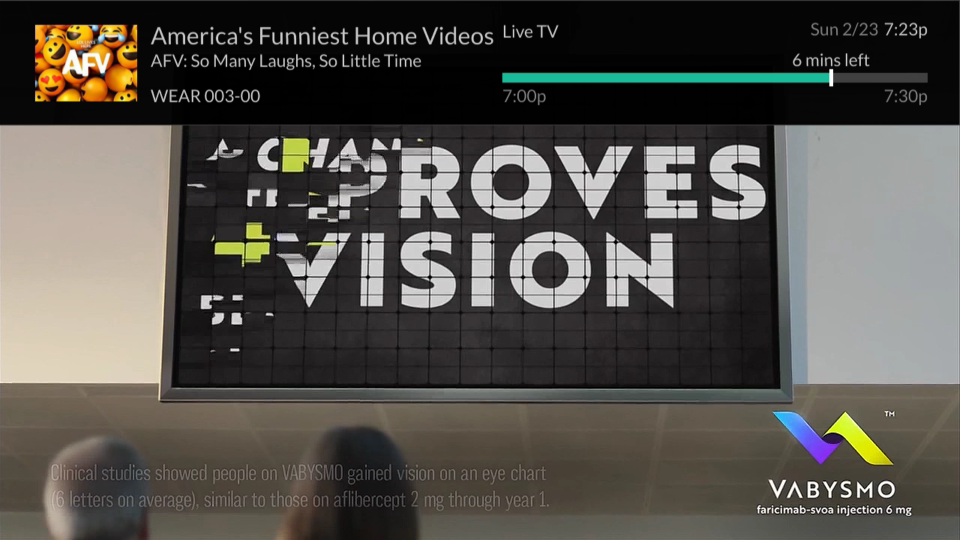 America's Funniest Home Videos
Live TV
Sun 2/23 7:23p
AFV
AFV: So Many Laughs, So Little Time
6 mins left
WEAR 003-00
7:00p
7:30p
A CHAN
PROVES
VISION
TM
Clinical studies showed people on VABYSMO gained vision on an eye chart
(6 letters on average), similar to those on aflibercept 2 mg through year 1.
VABYSMO
faricimab-svoa injection 6 mg